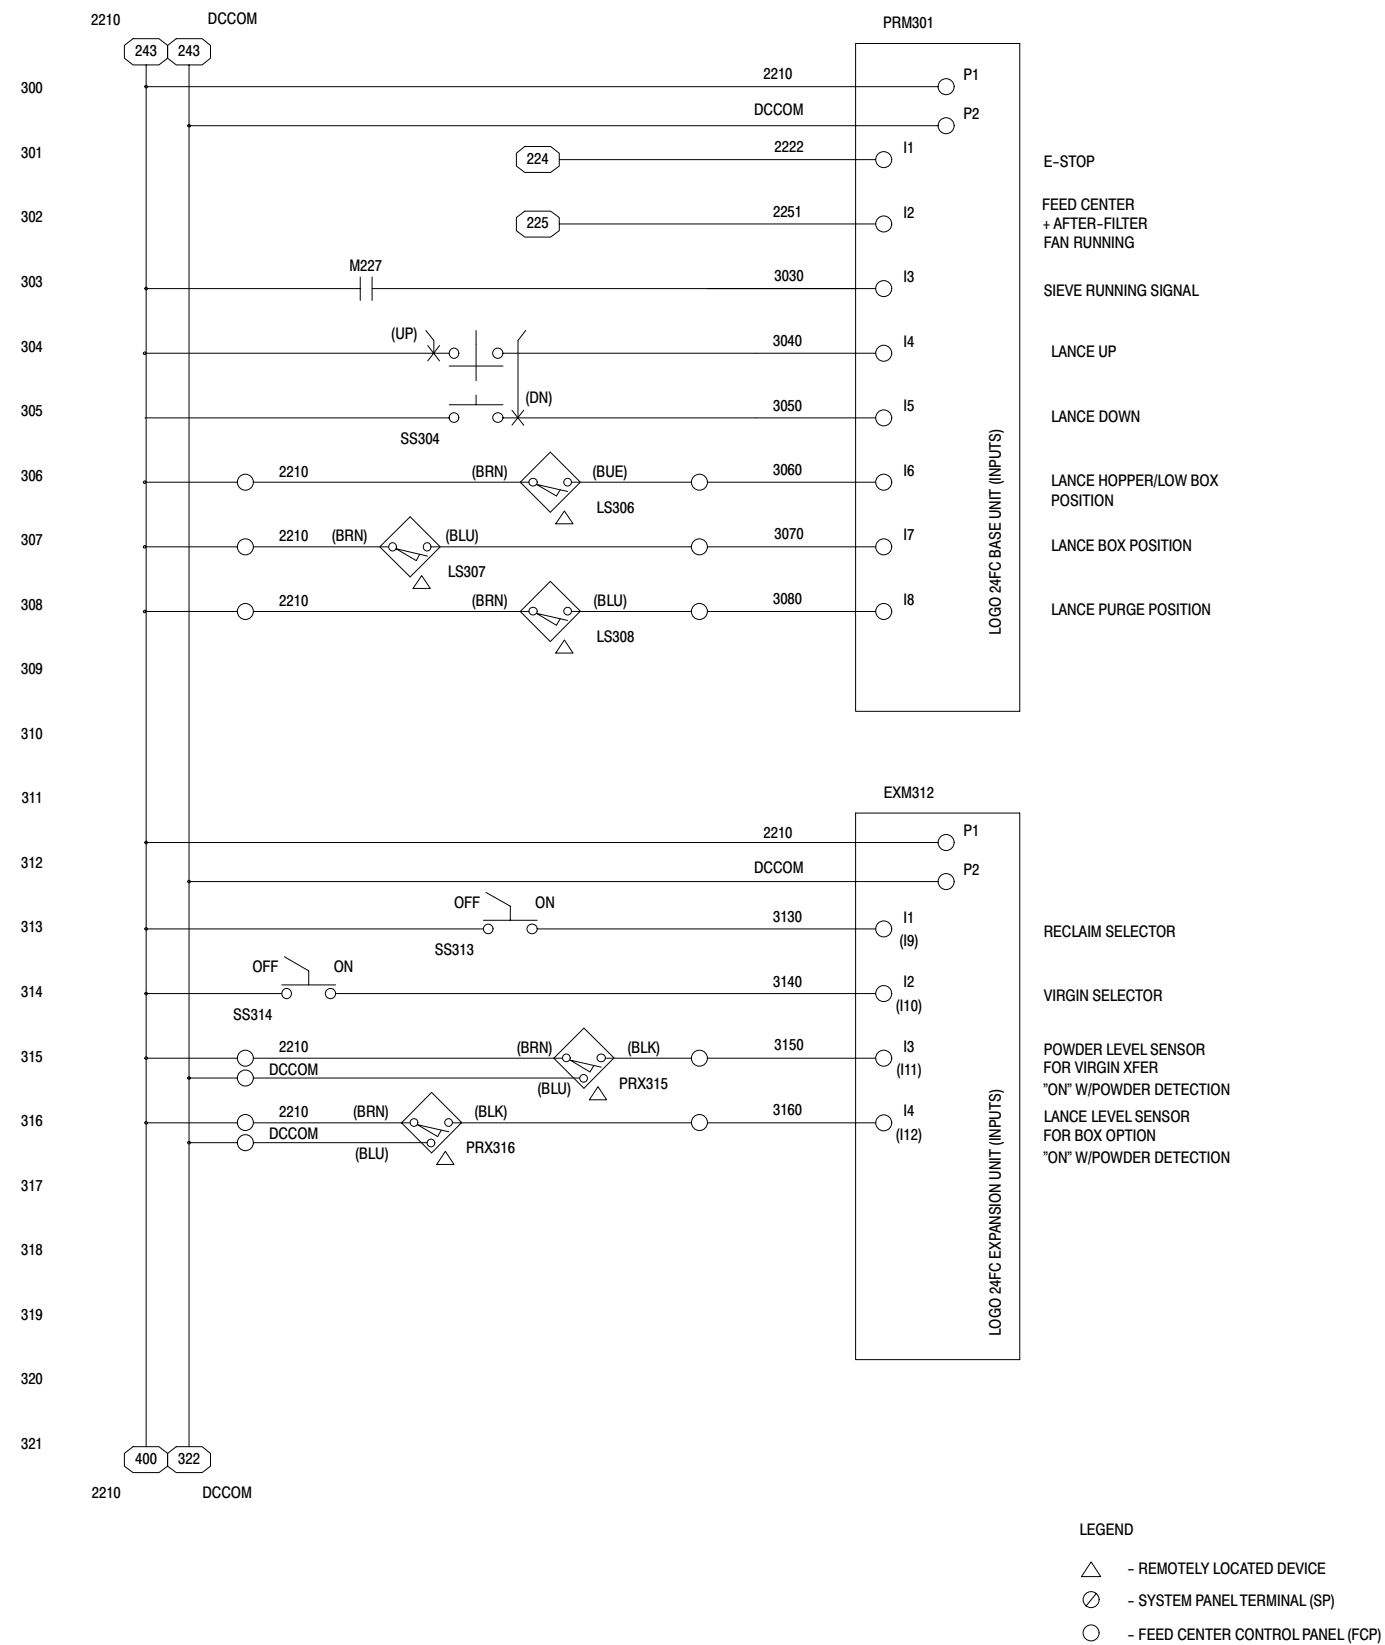 2210
DCCOM
PRM301
243
243
300
2210
P1
DCCOM
P2
301
224
2222
I1
E-STOP
302
225
2251
I2
FEED CENTER
+ AFTER-FILTER
FAN RUNNING
303
M227
3030
I3
SIEVE RUNNING SIGNAL
304
(UP)
3040
I4
LANCE UP
305
(DN)
SS304
3050
I5
LANCE DOWN
306
2210
(BRN)
(BUE)
LS306
3060
I6
LANCE HOPPER/LOW BOX
POSITION
307
2210
(BRN)
(BLU)
LS307
3070
I7
LANCE BOX POSITION
308
2210
(BRN)
(BLU)
LS308
3080
I8
LANCE PURGE POSITION
LOGO 24FC BASE UNIT (INPUTS)
309
310
311
EXM312
2210
P1
312
DCCOM
P2
313
OFF
ON
SS313
3130
I1
(I9)
RECLAIM SELECTOR
314
OFF
ON
SS314
3140
I2
(I10)
VIRGIN SELECTOR
315
2210
DCCOM
(BRN)
(BLK)
(BLU)
PRX315
3150
I3
(I11)
POWDER LEVEL SENSOR
FOR VIRGIN XFER
"ON" W/POWDER DETECTION
316
2210
DCCOM
(BRN)
(BLK)
(BLU)
PRX316
3160
I4
(I12)
LANCE LEVEL SENSOR
FOR BOX OPTION
"ON" W/POWDER DETECTION
LOGO 24FC EXPANSION UNIT (INPUTS)
317
318
319
320
321
400
322
2210
DCCOM
LEGEND
- REMOTELY LOCATED DEVICE
- SYSTEM PANEL TERMINAL (SP)
- FEED CENTER CONTROL PANEL (FCP)